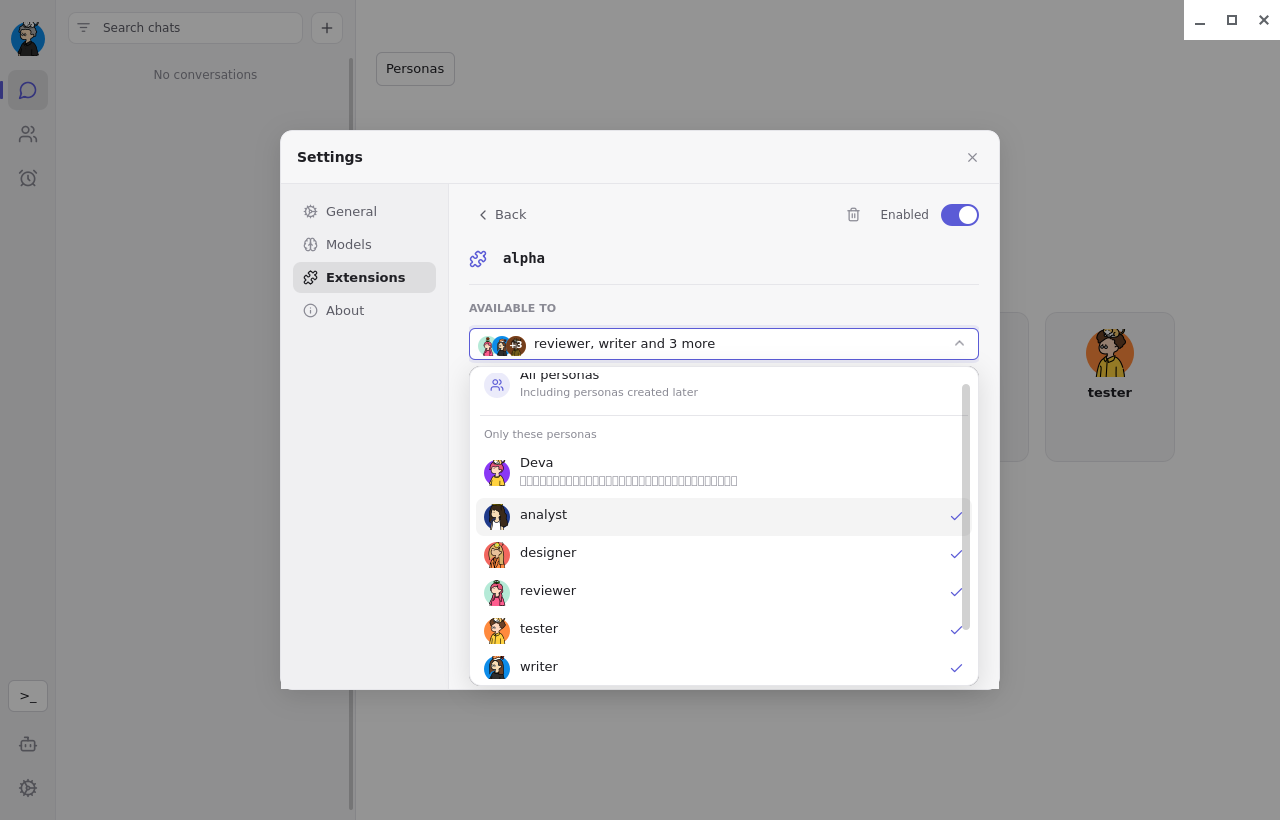 Search chats
No conversations
Personas
Settings
General
Models
Extensions
About
Back
Enabled
alpha
AVAILABLE TO
+3
reviewer, writer and 3 more
All personas
Including personas created later
Only these personas
Deva
analyst
designer
reviewer
tester
writer
tester
>_